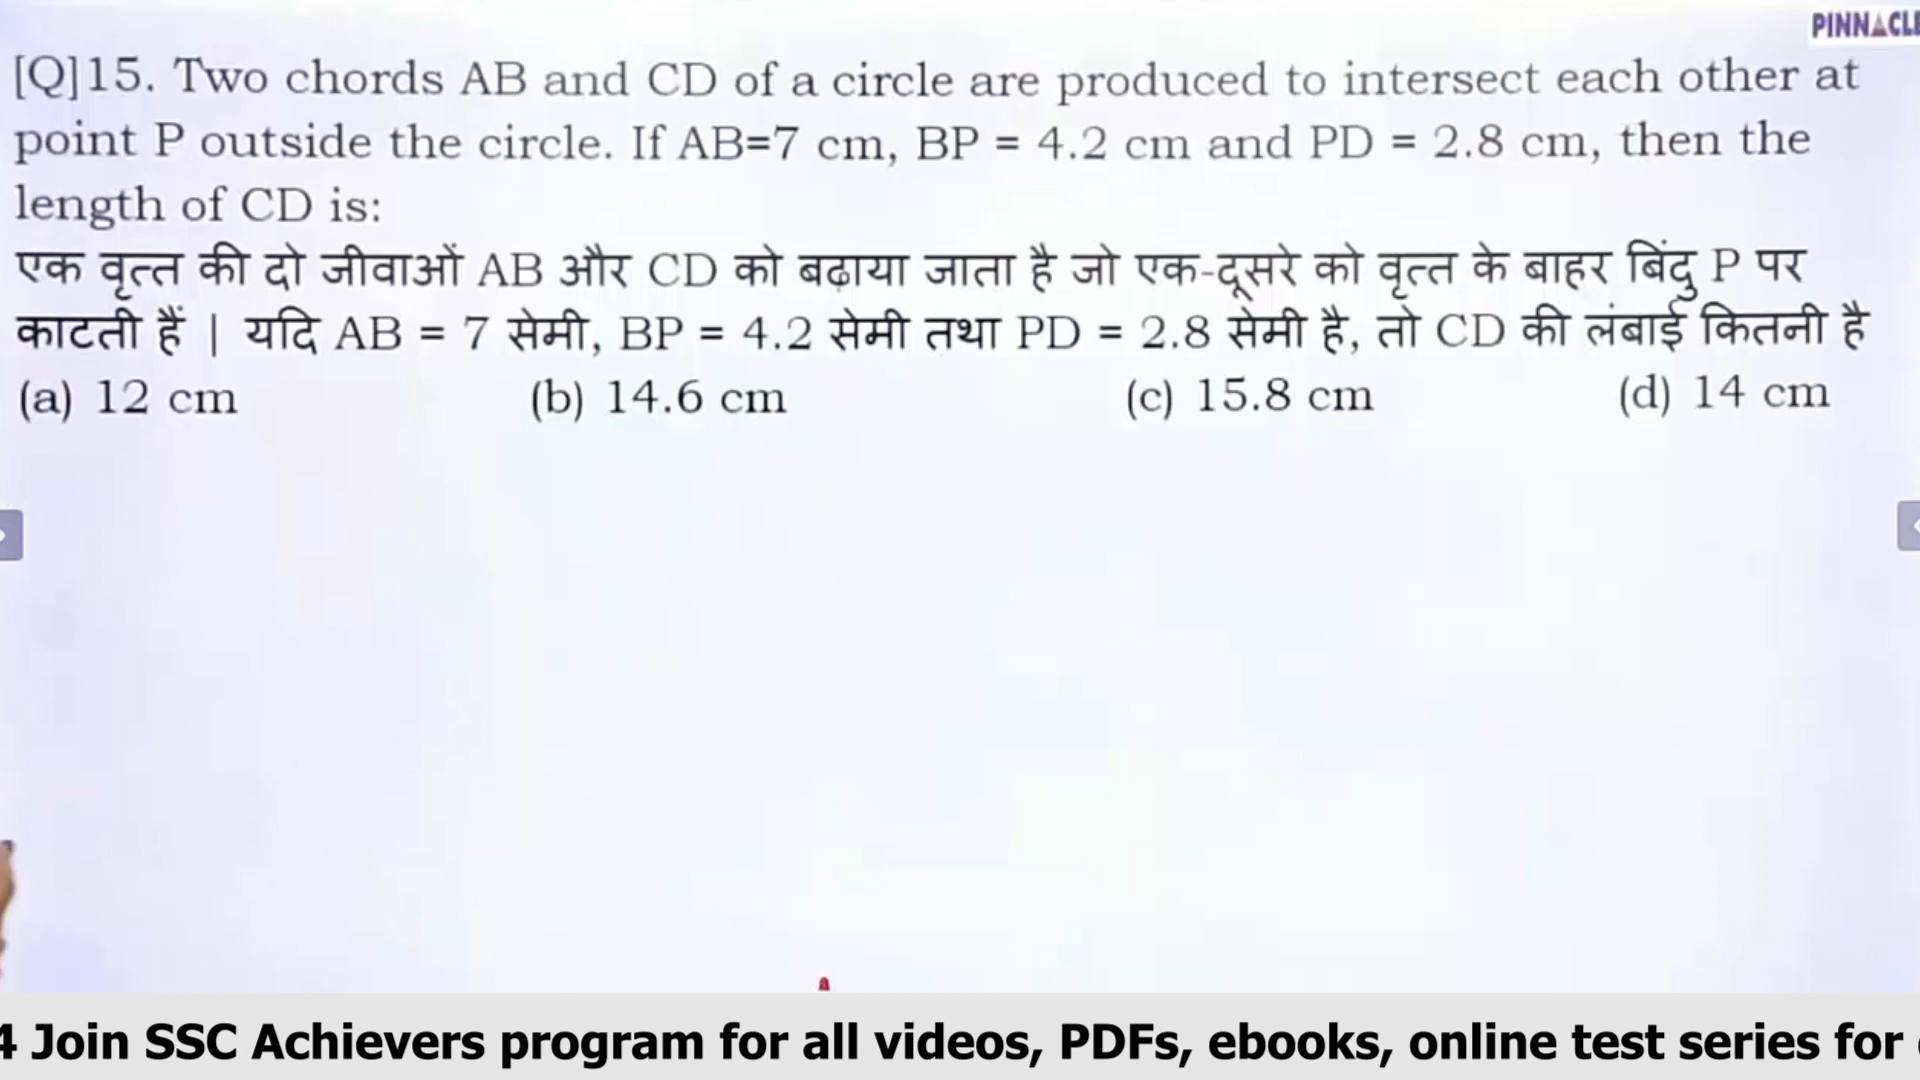 PINNACLE
[Q]15. Two chords AB and CD of a circle are produced to intersect each other at
point P outside the circle. If AB=7 cm, BP = 4.2 cm and PD = 2.8 cm, then the
length of CD is:
एक वृत्त की दो जीवाओं AB और CD को बढ़ाया जाता है जो एक-दूसरे को वृत्त के बाहर बिंदु P पर
काटती हैं | यदि AB = 7 सेमी, BP = 4.2 सेमी तथा PD = 2.8 सेमी है, तो CD की लंबाई कितनी है
(a) 12 cm (b) 14.6 cm (c) 15.8 cm (d) 14 cm
4 Join SSC Achievers program for all videos, PDFs, ebooks, online test series for